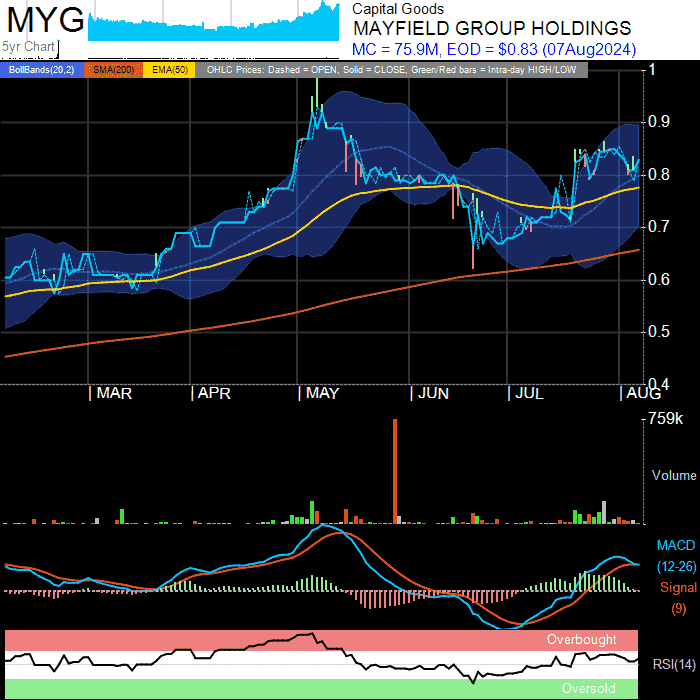 MYG
5yr Chart
Capital Goods
MAYFIELD GROUP HOLDINGS
MC = 75.9M, EOD = $0.83 (07Aug2024)
BollBands(20,2) SMA(200) EMA(50) OHLC Prices: Dashed = OPEN, Solid = CLOSE, Green/Red bars = Intra-day HIGH/LOW
1
0.9
0.8
0.7
0.6
0.5
0.4
MAR APR MAY JUN JUL AUG
759k
Volume
MACD
(12-26)
Signal
(9)
Overbought
RSI(14)
Oversold